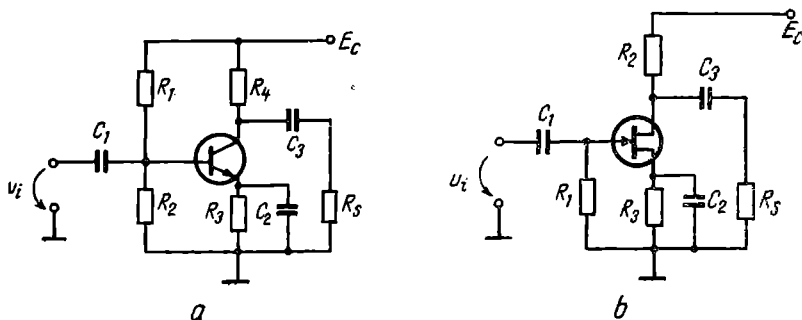 E_c
R_1
R_4
C_1
C_3
v_i
R_2
R_3
C_2
R_s
a
E_c
R_2
C_3
C_1
u_i
R_1
R_3
C_2
R_s
b